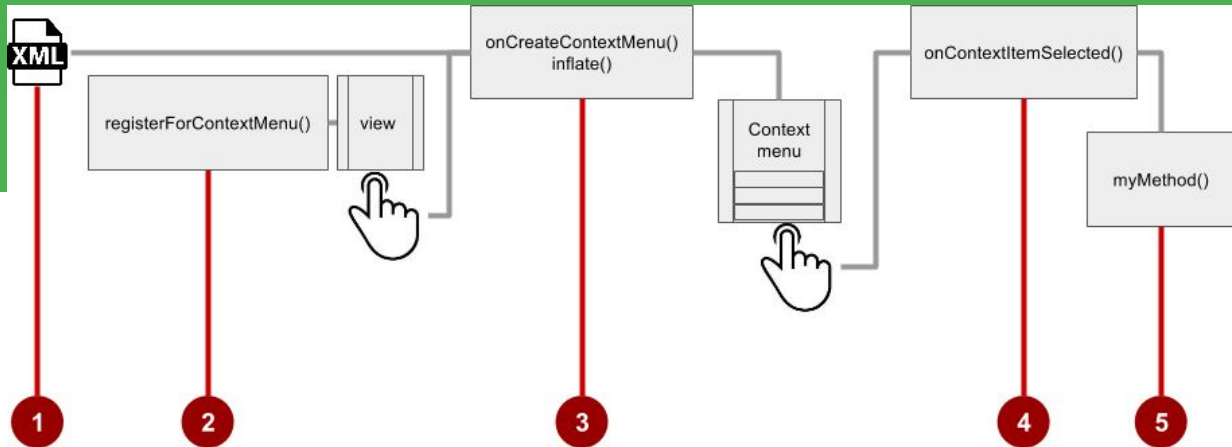 XML
onCreateContextMenu()
inflate()
onContextItemSelected()
registerForContextMenu()
view
Context
menu
myMethod()
1
2
3
4
5